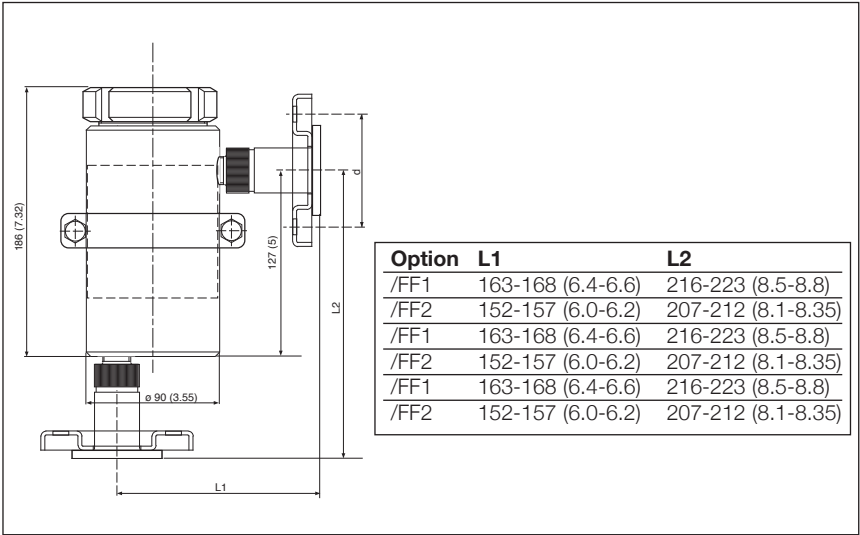 186 (7.32)
127 (5)
d
L2
ø 90 (3.55)
L1
Option L1 L2
/FF1 163-168 (6.4-6.6) 216-223 (8.5-8.8)
/FF2 152-157 (6.0-6.2) 207-212 (8.1-8.35)
/FF1 163-168 (6.4-6.6) 216-223 (8.5-8.8)
/FF2 152-157 (6.0-6.2) 207-212 (8.1-8.35)
/FF1 163-168 (6.4-6.6) 216-223 (8.5-8.8)
/FF2 152-157 (6.0-6.2) 207-212 (8.1-8.35)